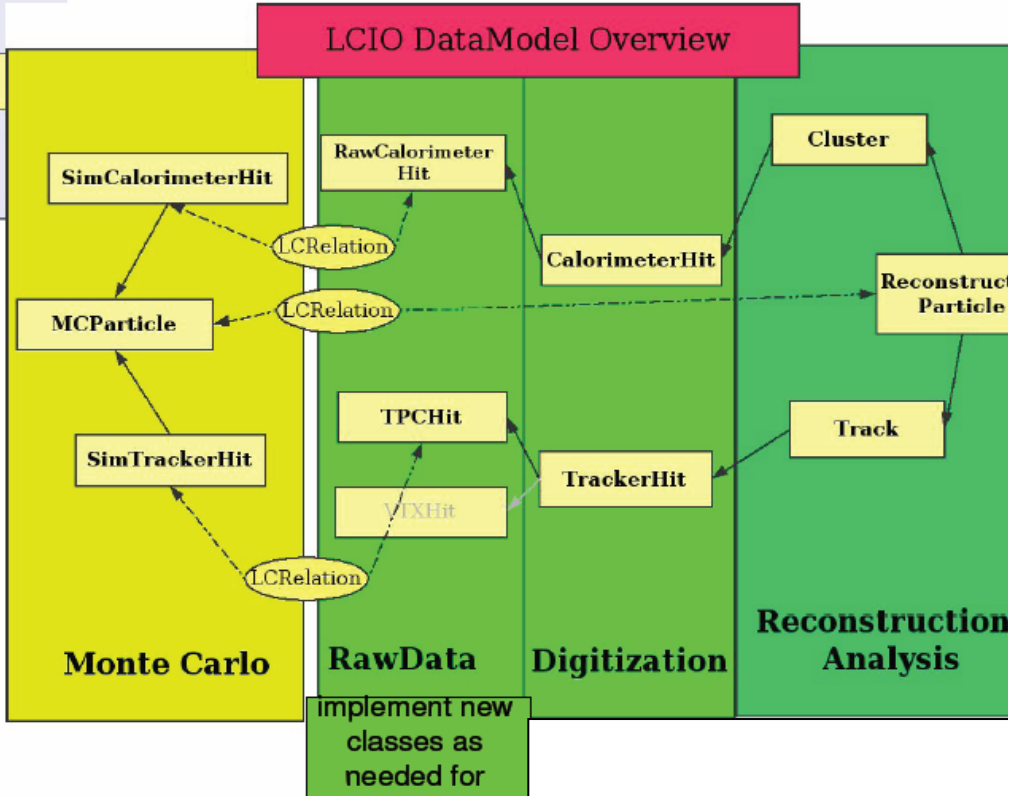 LCIO DataModel Overview
SimCalorimeterHit
RawCalorimeter
Hit
Cluster
LCRelation
CalorimeterHit
MCParticle
LCRelation
Reconstruct
Particle
TPCHit
Track
SimTrackerHit
TrackerHit
VTXHit
LCRelation
Monte Carlo
RawData
Digitization
Reconstruction
Analysis
implement new
classes as
needed for